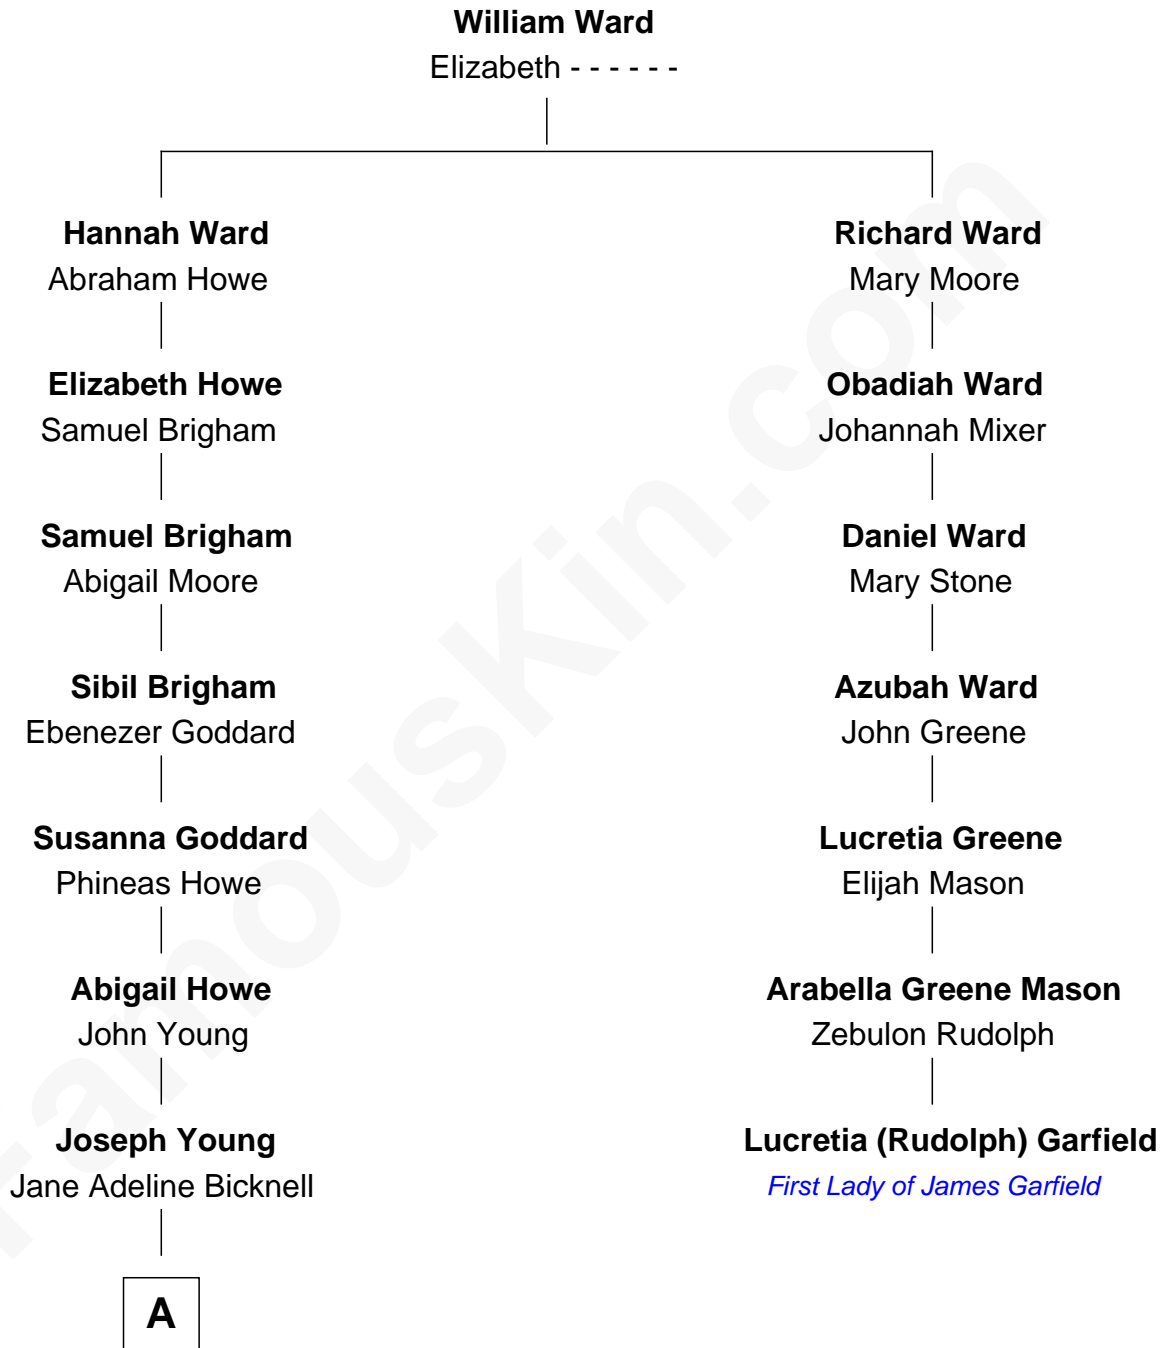 William Ward
Elizabeth - - - - - -
Hannah Ward
Abraham Howe
Richard Ward
Mary Moore
Elizabeth Howe
Samuel Brigham
Obadiah Ward
Johannah Mixer
Samuel Brigham
Abigail Moore
Daniel Ward
Mary Stone
Sibil Brigham
Ebenezer Goddard
Azubah Ward
John Greene
Susanna Goddard
Phineas Howe
Lucretia Greene
Elijah Mason
Abigail Howe
John Young
Arabella Greene Mason
Zebulon Rudolph
Joseph Young
Jane Adeline Bicknell
Lucretia (Rudolph) Garfield
First Lady of James Garfield
A
FamousKin.com